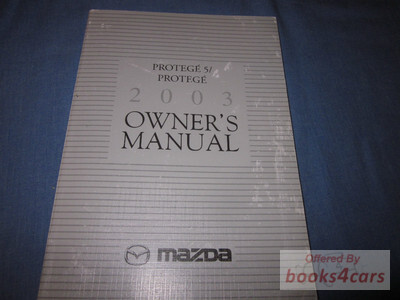 PROTEGÉ 5/
PROTEGÉ
2003
OWNER'S
MANUAL
mazda
Offered By
books4cars